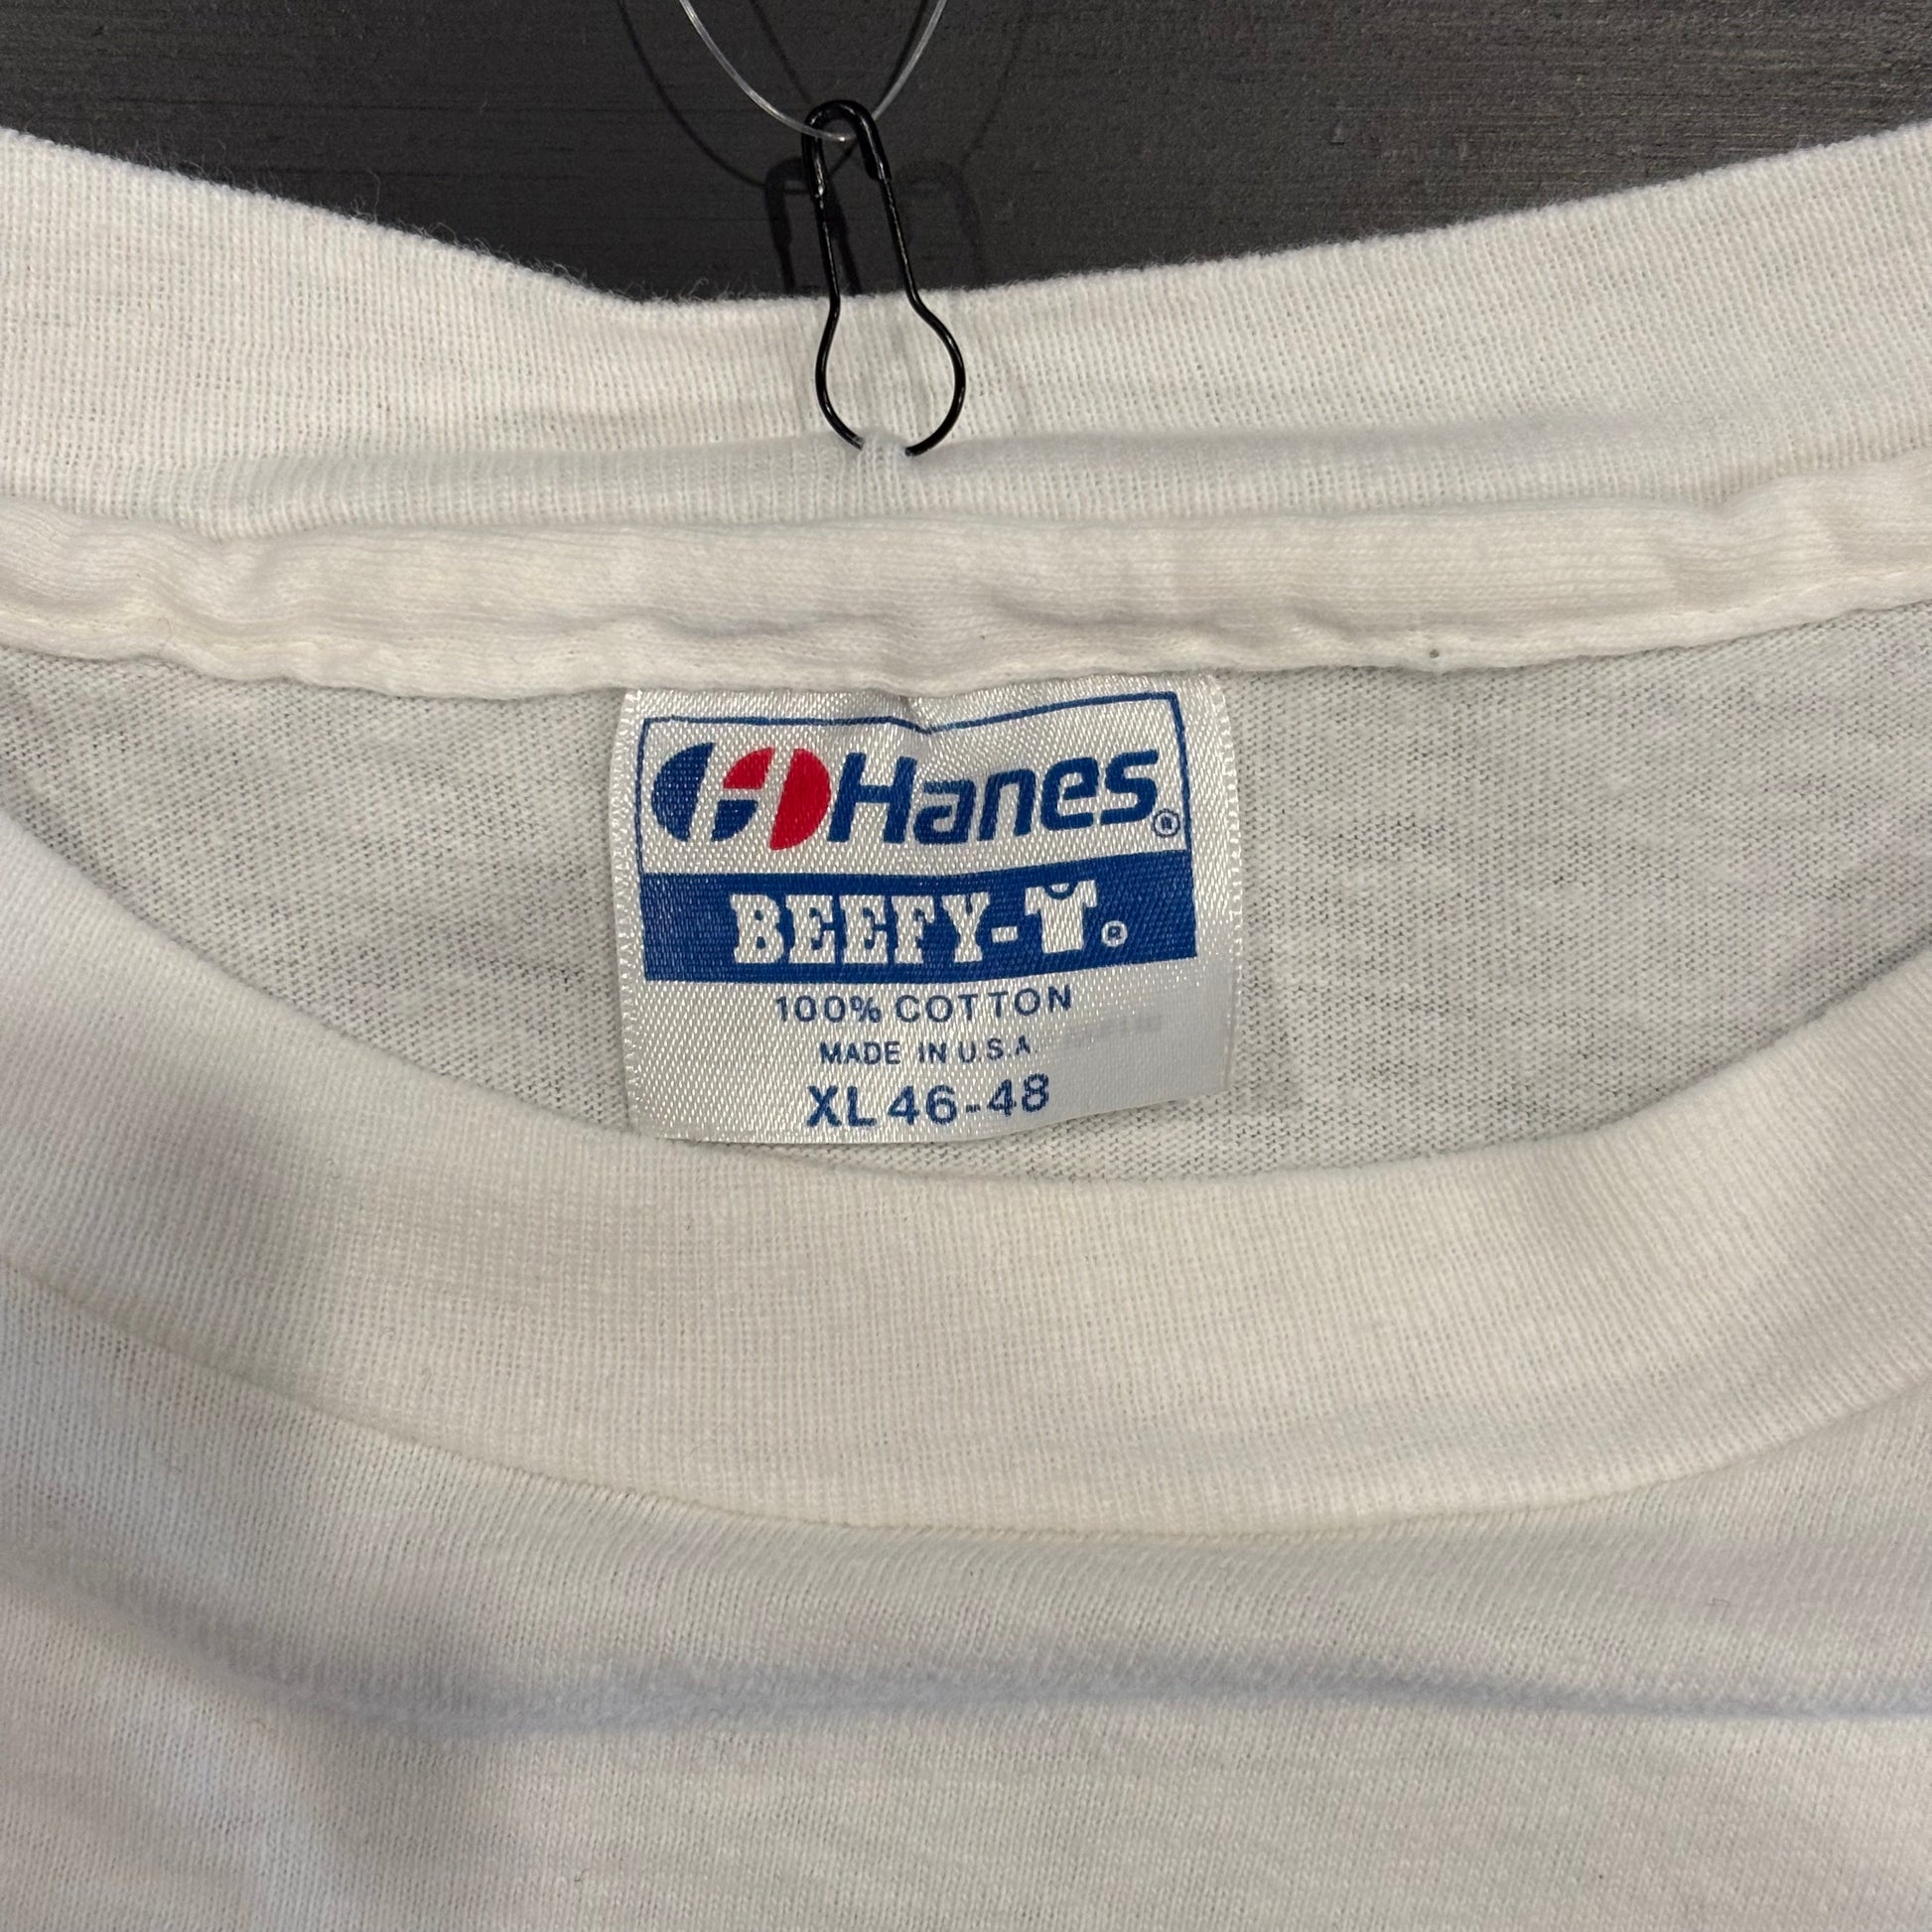 Hanes®
BEEFY-T®
100% COTTON
MADE IN U.S.A.
XL 46-48